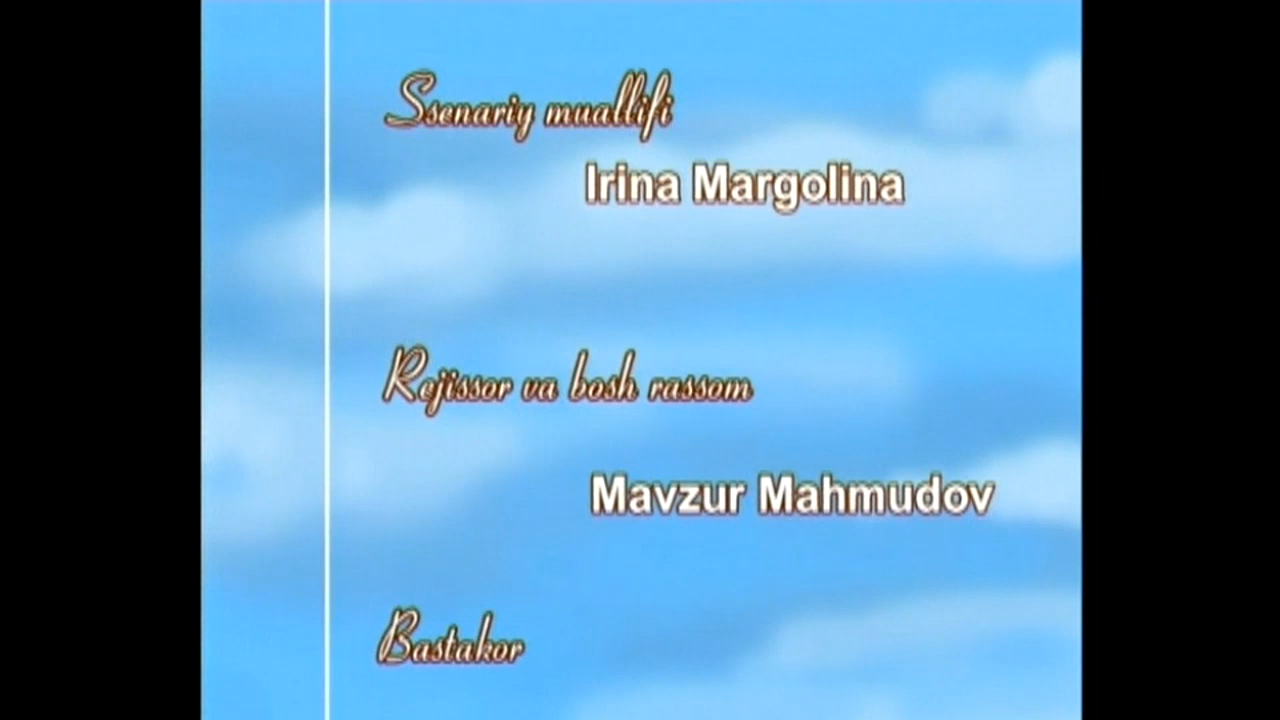 Ssenariy muallifi
Irina Margolina
Rejissor va bosh rassom
Mavzur Mahmudov
Bastakor